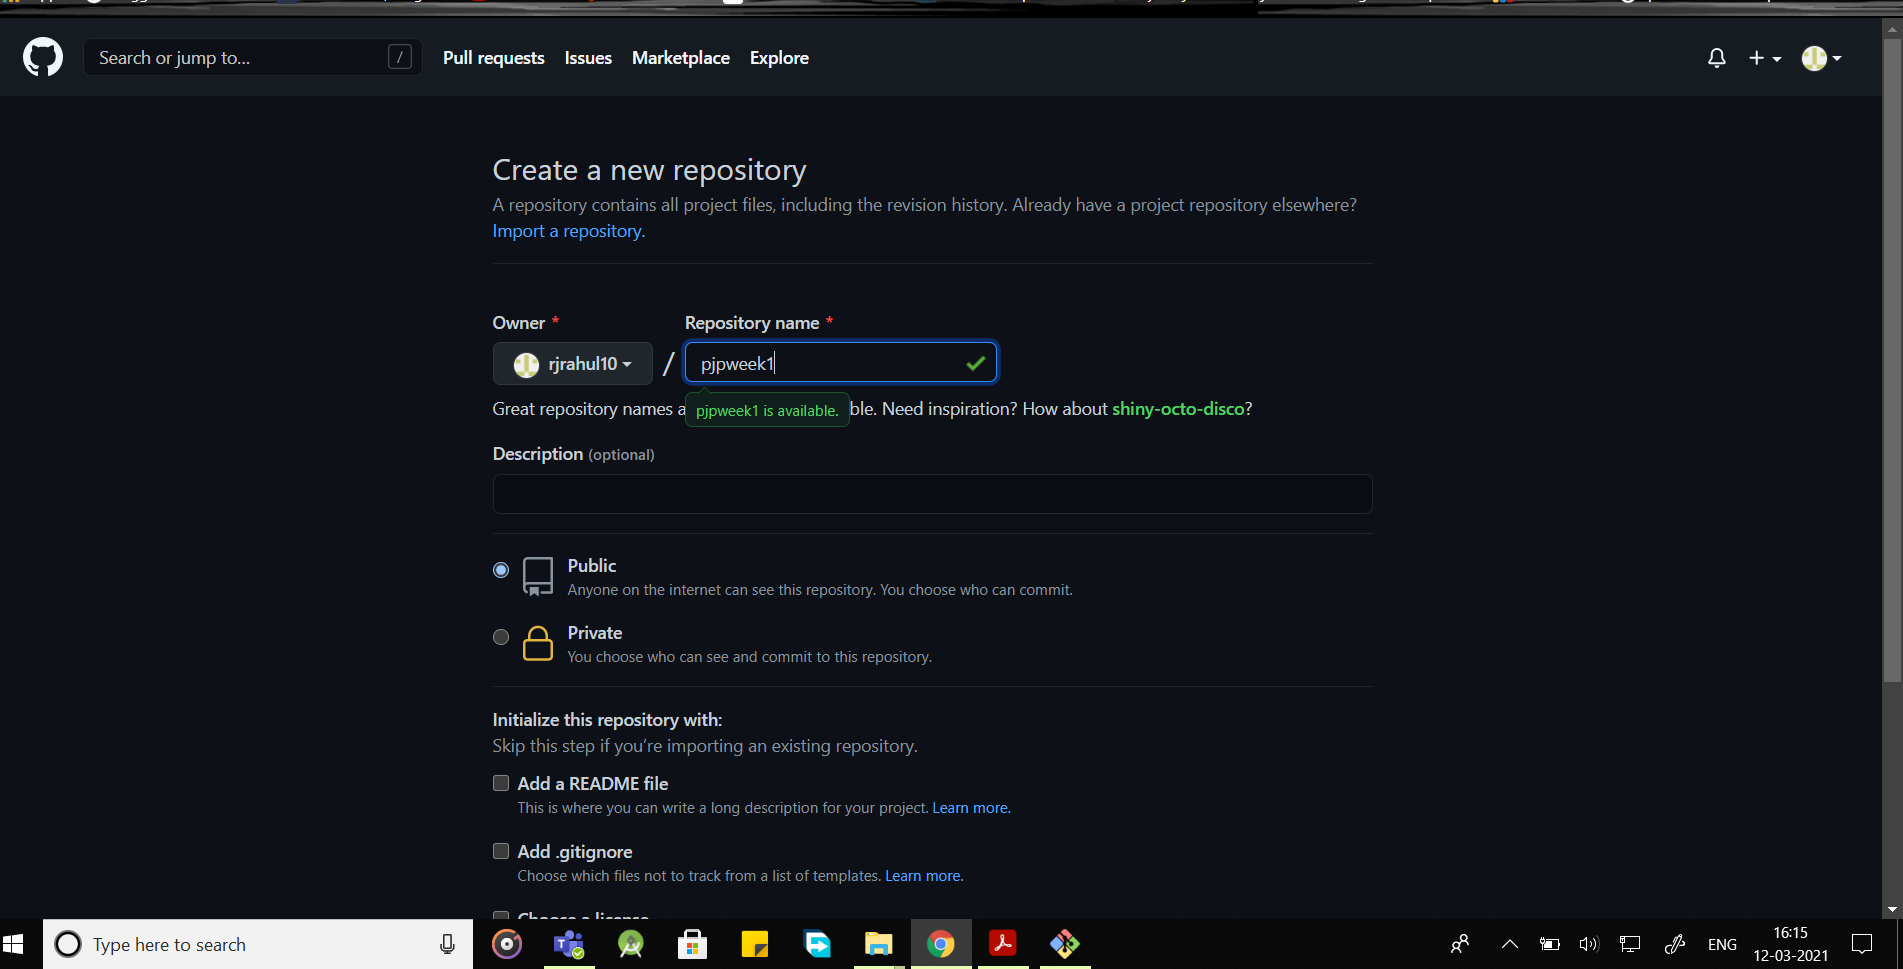 Search or jump to... /
Pull requests Issues Marketplace Explore
Create a new repository
A repository contains all project files, including the revision history. Already have a project repository elsewhere?
Import a repository.
Owner * Repository name *
rjrahul10 / pjpweek1
Great repository names a ble. Need inspiration? How about shiny-octo-disco?
pjpweek1 is available.
Description (optional)
Public
Anyone on the internet can see this repository. You choose who can commit.
Private
You choose who can see and commit to this repository.
Initialize this repository with:
Skip this step if you’re importing an existing repository.
Add a README file
This is where you can write a long description for your project. Learn more.
Add .gitignore
Choose which files not to track from a list of templates. Learn more.
Choose a license
Type here to search
ENG
16:15
12-03-2021